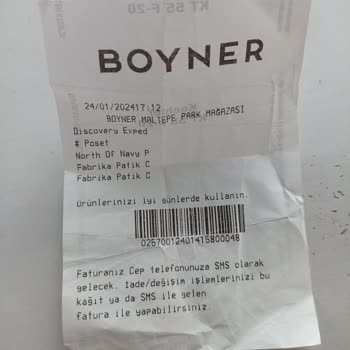 KT 55 F-20
BOYNER
24/01/202417:12
BOYNER MALTEPE PARK MAĞAZASI
Discovery Exped
# Poset
North Of Navy P
Fabrika Patik C
Fabrika Patik C
Ürünlerinizi iyi günlerde kullanın.
02670012401415800048
Faturanız Cep telefonunuza SMS olarak
gelecek. İade/değişim işlemlerinizi bu
kağıt ya da SMS ile gelen
fatura ile yapabilirsiniz.